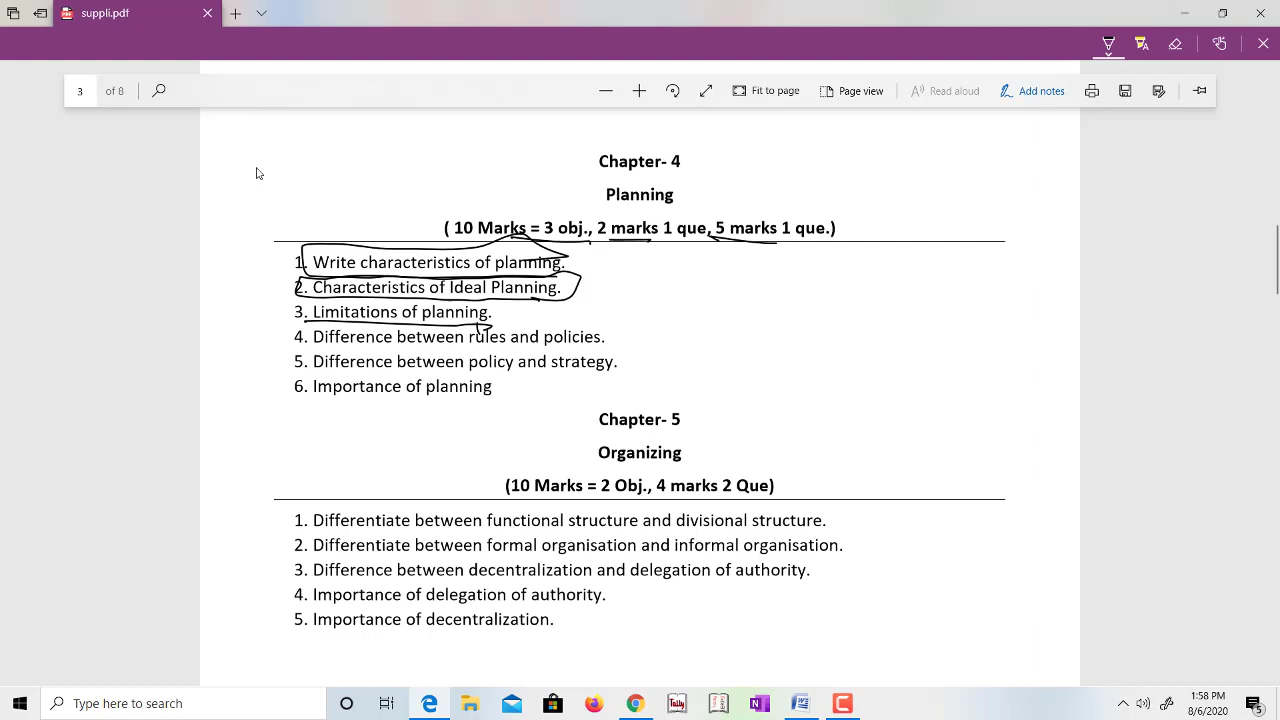 suppli.pdf
3 of 8
Fit to page
Page view
Read aloud
Add notes
Chapter- 4
Planning
( 10 Marks = 3 obj., 2 marks 1 que, 5 marks 1 que.)
1. Write characteristics of planning.
2. Characteristics of Ideal Planning.
3. Limitations of planning.
4. Difference between rules and policies.
5. Difference between policy and strategy.
6. Importance of planning
Chapter- 5
Organizing
(10 Marks = 2 Obj., 4 marks 2 Que)
1. Differentiate between functional structure and divisional structure.
2. Differentiate between formal organisation and informal organisation.
3. Difference between decentralization and delegation of authority.
4. Importance of delegation of authority.
5. Importance of decentralization.
Type here to search
Tally
1:58 PM
8/6/2020
5